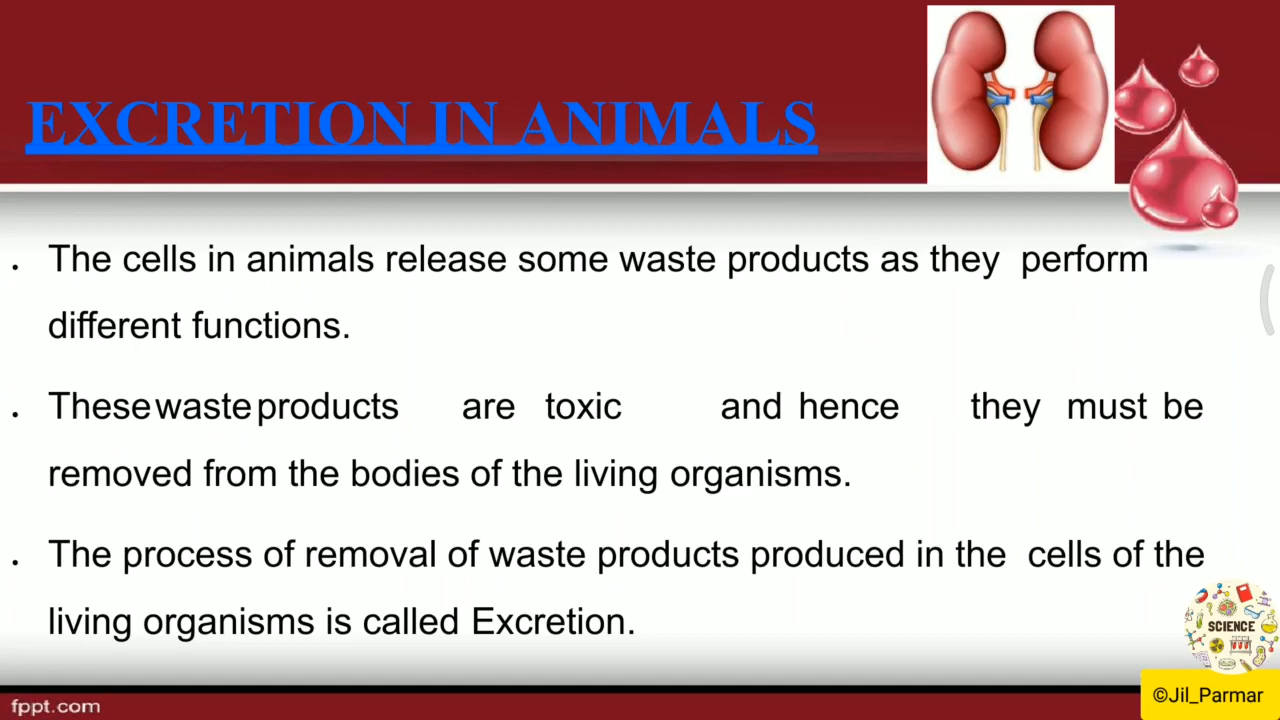 EXCRETION IN ANIMALS
• The cells in animals release some waste products as they perform
different functions.
• These waste products are toxic and hence they must be
removed from the bodies of the living organisms.
• The process of removal of waste products produced in the cells of the
living organisms is called Excretion.
SCIENCE
fppt.com
©Jil_Parmar